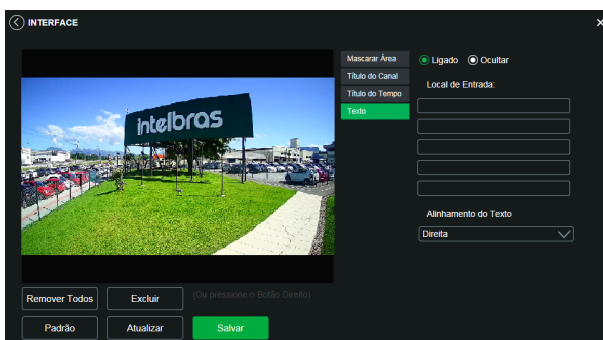 INTERFACE
Mascarar Área
Ligado
Ocultar
Título do Canal
Local de Entrada:
Título do Tempo
Texto
intelbras
Alinhamento do Texto
Direita
Remover Todos
Excluir
(Ou pressione o Botão Direito)
Padrão
Atualizar
Salvar